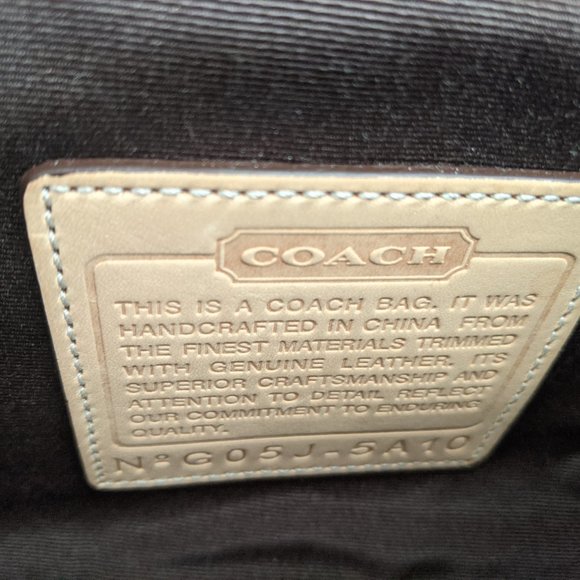 COACH
THIS IS A COACH BAG. IT WAS
HANDCRAFTED IN CHINA FROM
THE FINEST MATERIALS TRIMMED
WITH GENUINE LEATHER. ITS
SUPERIOR CRAFTSMANSHIP AND
ATTENTION TO DETAIL REFLECT
OUR COMMITMENT TO ENDURING
QUALITY.
Nº G05J-5A10